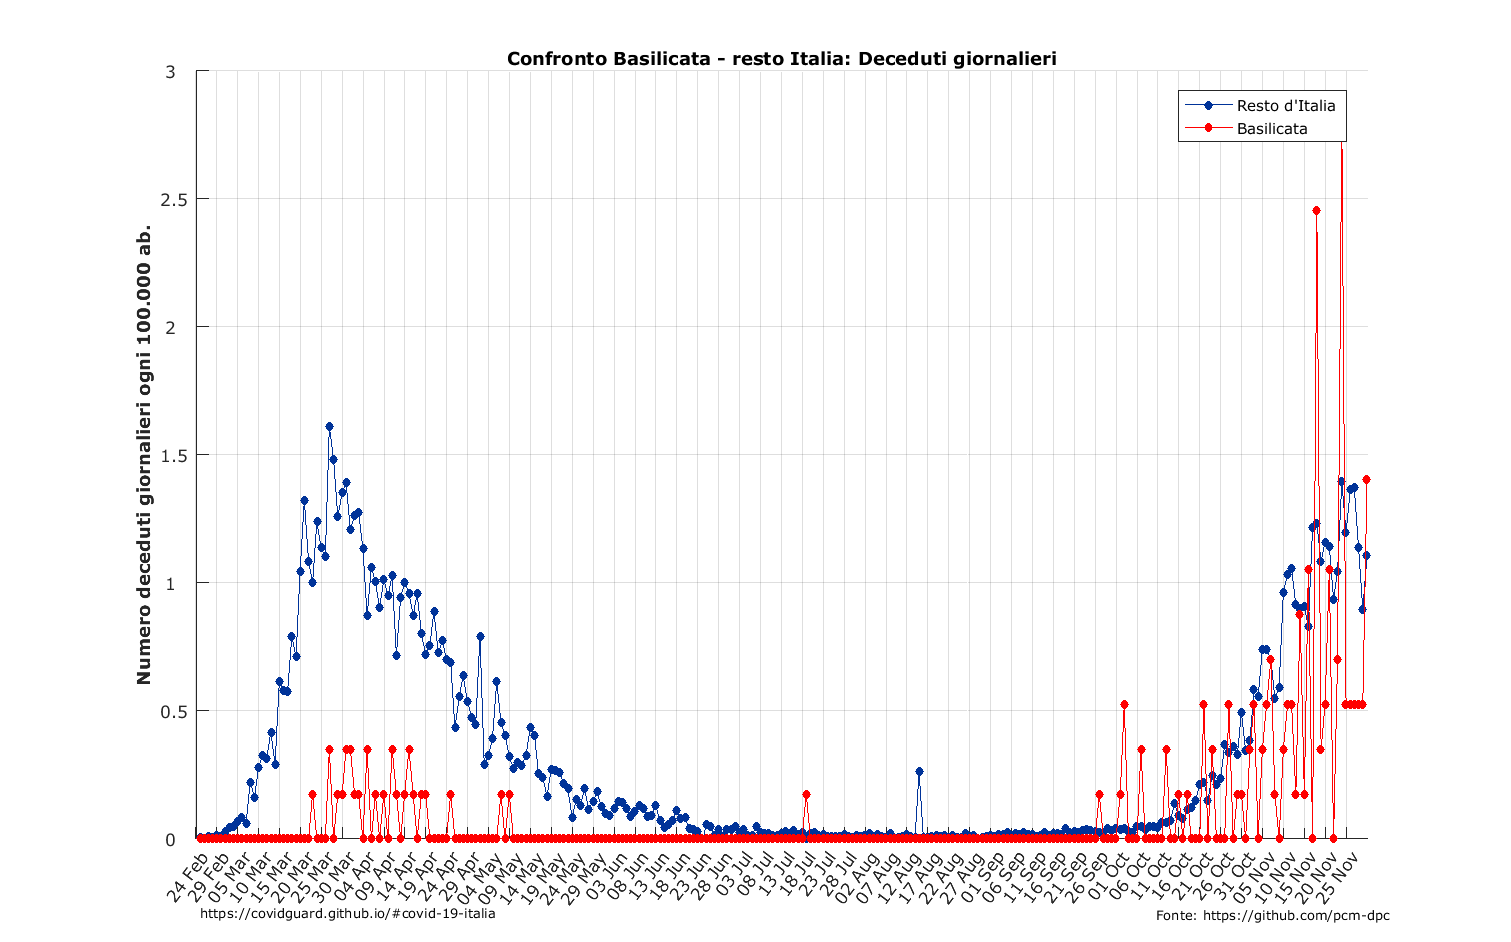 Confronto Basilicata - resto Italia: Deceduti giornalieri
Numero deceduti giornalieri ogni 100.000 ab.
3
2.5
2
1.5
1
0.5
0
Resto d'Italia
Basilicata
24 Feb
29 Feb
05 Mar
10 Mar
15 Mar
20 Mar
25 Mar
30 Mar
04 Apr
09 Apr
14 Apr
19 Apr
24 Apr
29 Apr
04 May
09 May
14 May
19 May
24 May
29 May
03 Jun
08 Jun
13 Jun
18 Jun
23 Jun
28 Jun
03 Jul
08 Jul
13 Jul
18 Jul
23 Jul
28 Jul
02 Aug
07 Aug
12 Aug
17 Aug
22 Aug
27 Aug
01 Sep
06 Sep
11 Sep
16 Sep
21 Sep
26 Sep
01 Oct
06 Oct
11 Oct
16 Oct
21 Oct
26 Oct
31 Oct
05 Nov
10 Nov
15 Nov
20 Nov
25 Nov
https://covidguard.github.io/#covid-19-italia
Fonte: https://github.com/pcm-dpc